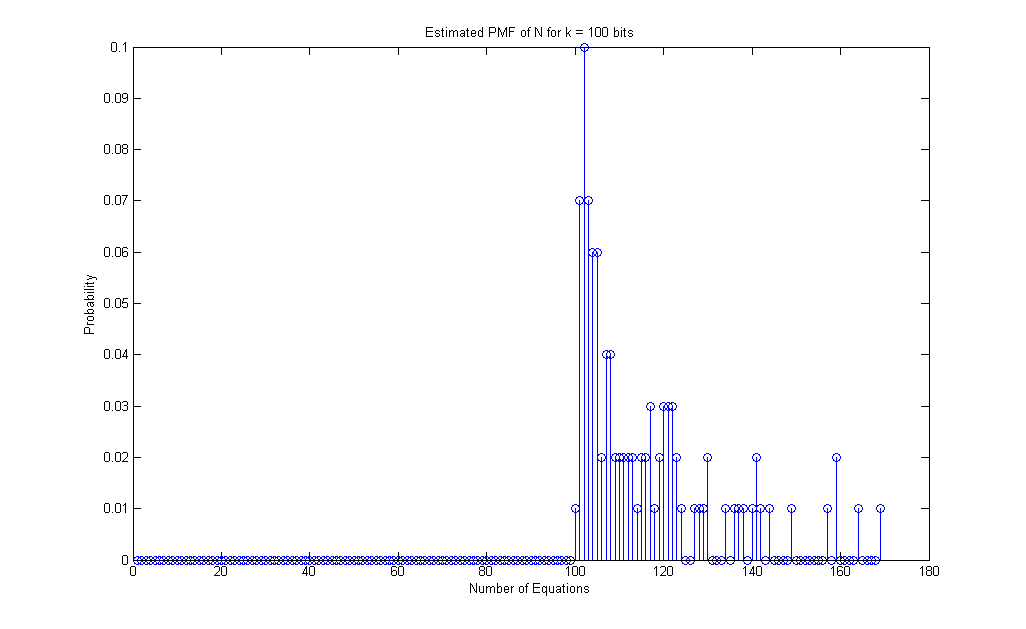 Estimated PMF of N for k = 100 bits
0.1
0.09
0.08
0.07
0.06
0.05
0.04
0.03
0.02
0.01
0
Probability
0 20 40 60 80 100 120 140 160 180
Number of Equations